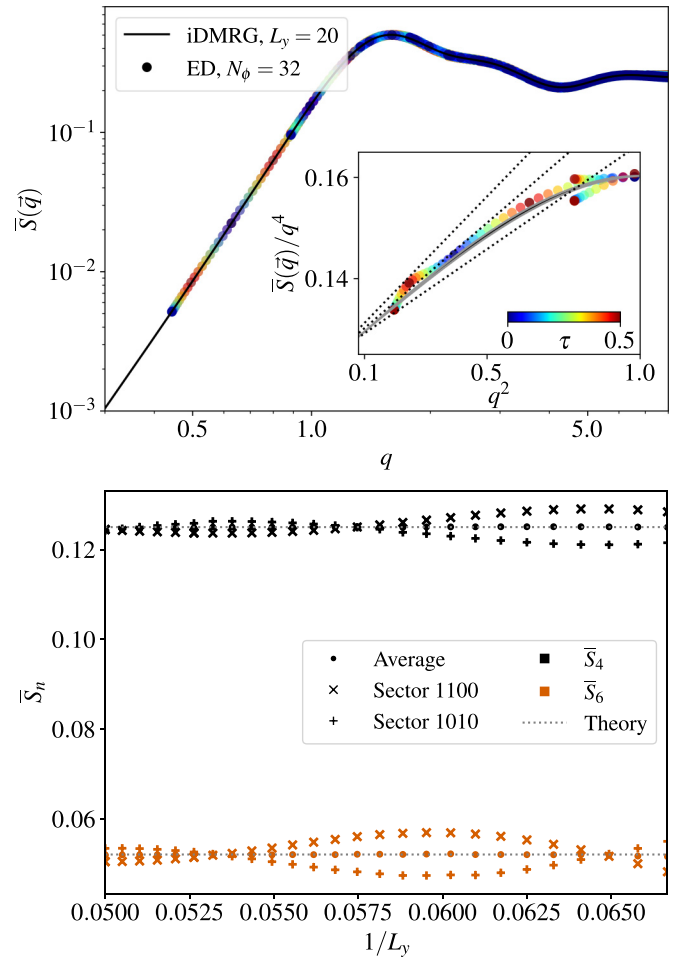 iDMRG, L_y = 20
ED, N_ϕ = 32
10^{-1}
10^{-2}
10^{-3}
S̅(q⃗)
0.5
1.0
5.0
q
0.16
0.14
S̅(q⃗)/q^4
0
τ
0.5
0.1
0.5
1.0
q^2
0.12
0.10
0.08
0.06
S̅_n
Average
Sector 1100
Sector 1010
S̅_4
S̅_6
Theory
0.0500
0.0525
0.0550
0.0575
0.0600
0.0625
0.0650
1/L_y